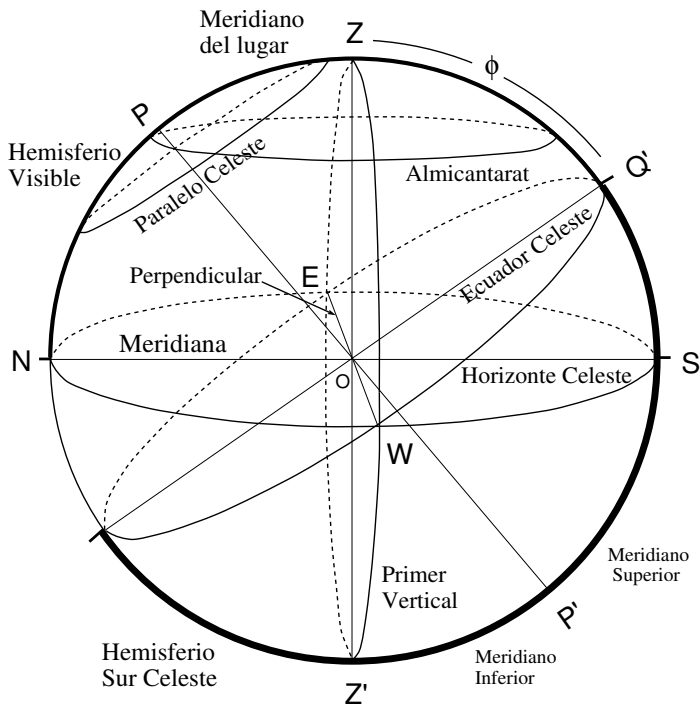 Meridiano
del lugar
Z
ϕ
P
Hemisferio
Visible
Paralelo Celeste
Almicantarat
Q'
Ecuador Celeste
E
Perpendicular
N
Meridiana
O
Horizonte Celeste
S
W
Primer
Vertical
Meridiano
Superior
P'
Hemisferio
Sur Celeste
Meridiano
Inferior
Z'